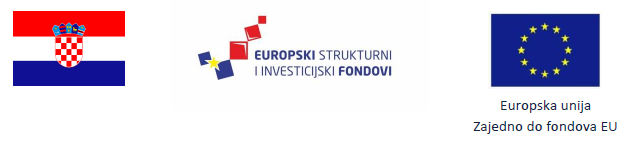 EUROPSKI STRUKTURNI
I INVESTICIJSKI FONDOVI
Europska unija
Zajedno do fondova EU